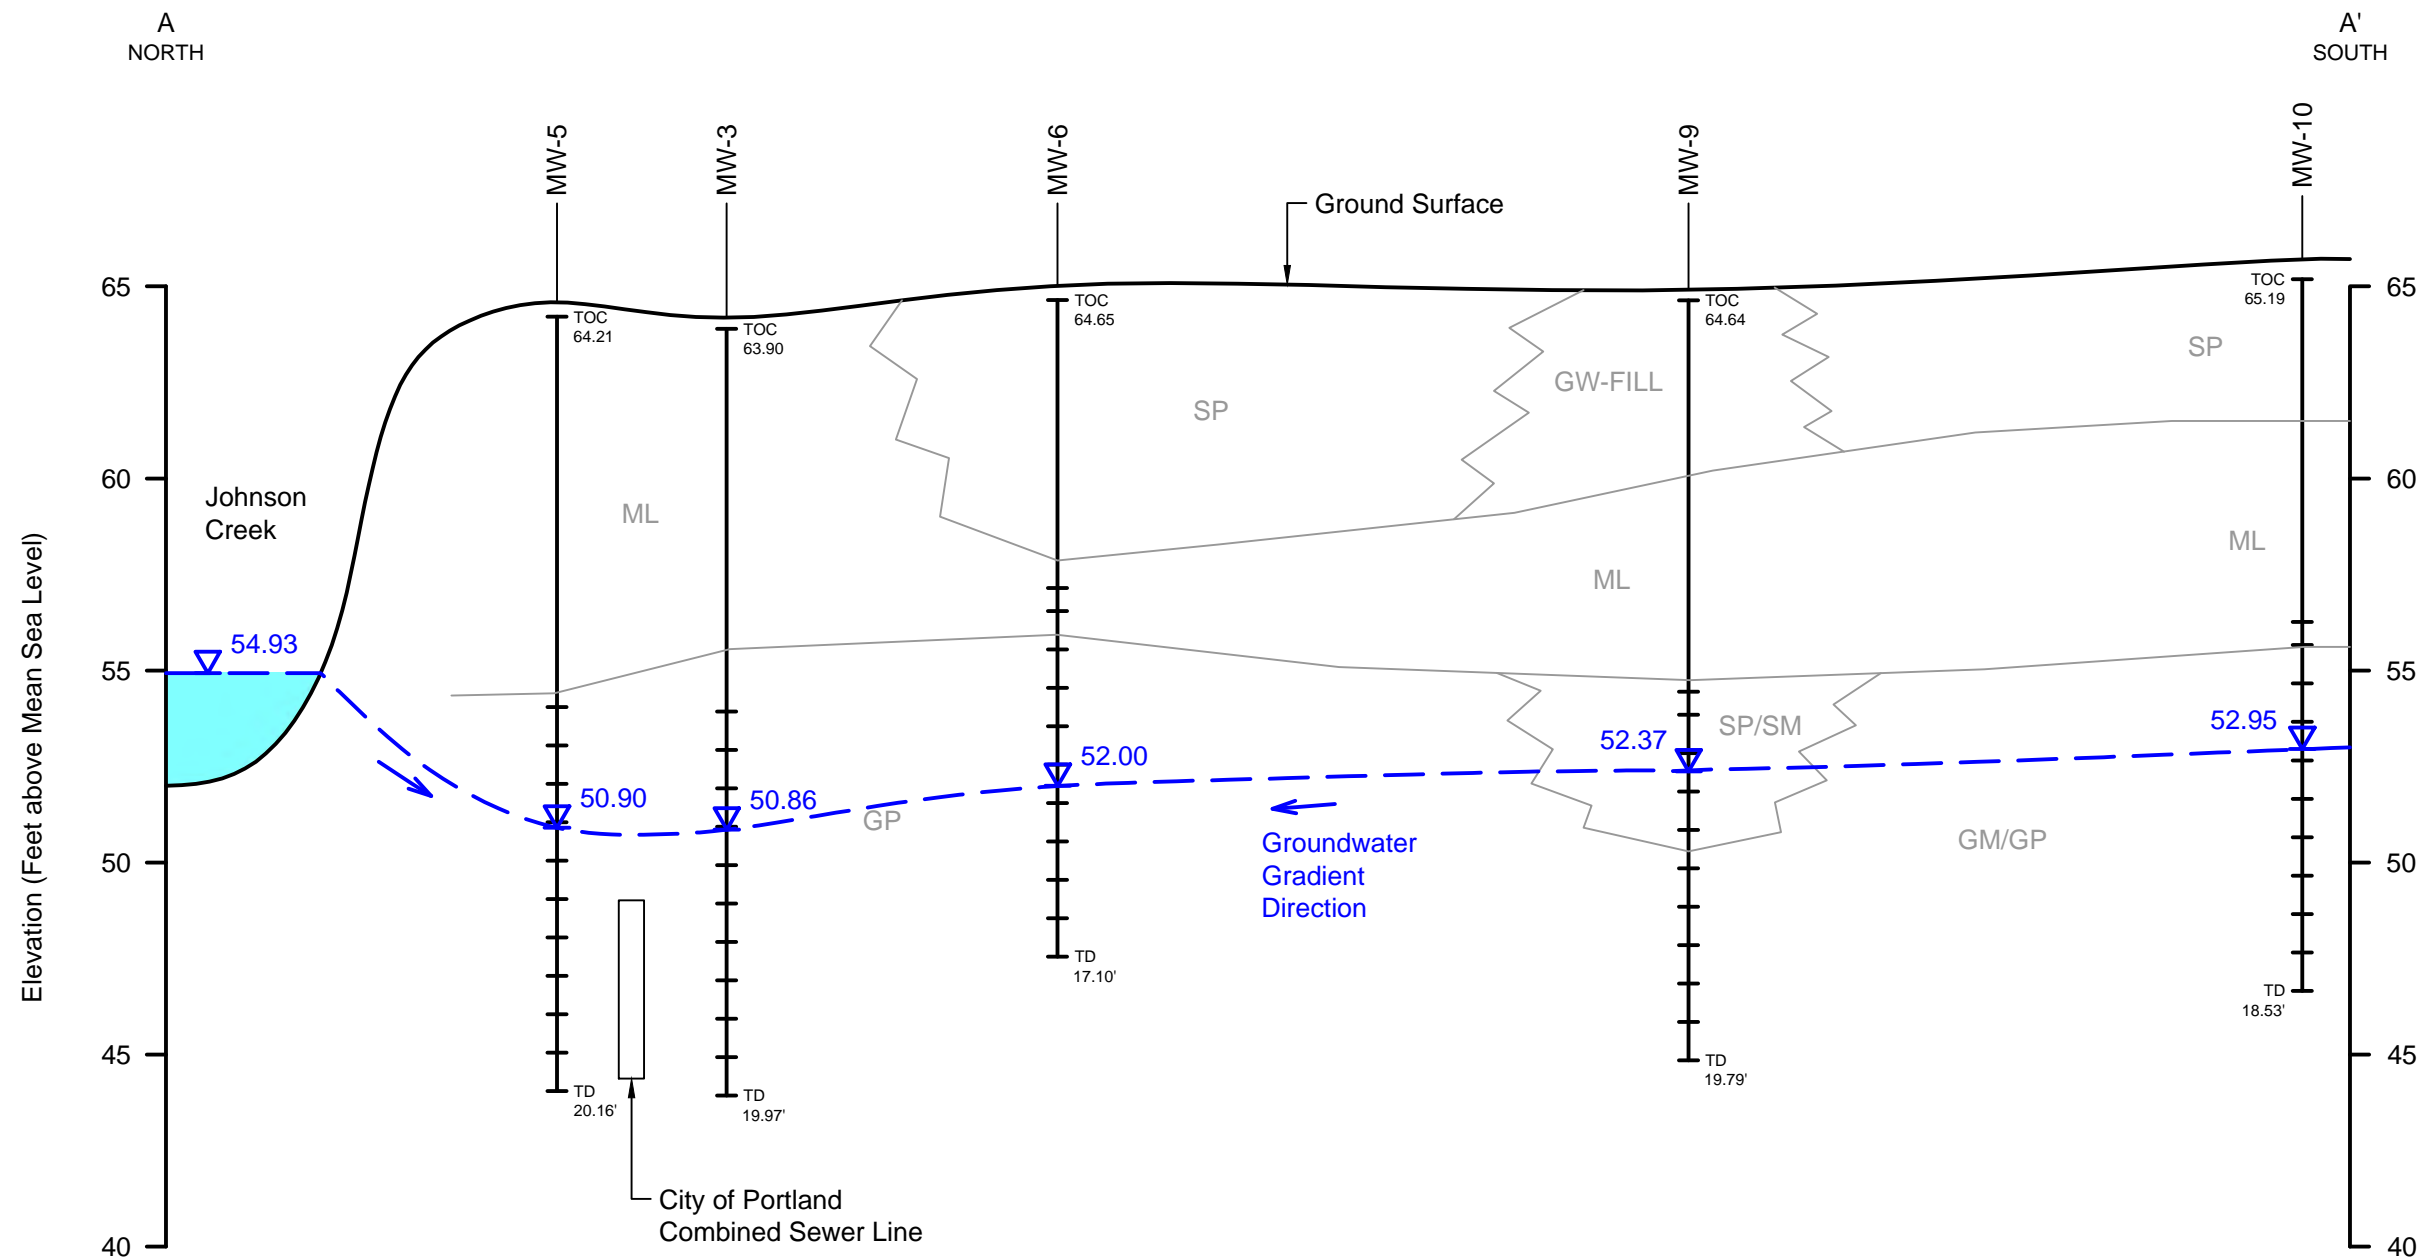 A
NORTH
A'
SOUTH
MW-5
MW-3
MW-6
MW-9
MW-10
Ground Surface
65
60
55
50
45
40
65
60
55
50
45
40
Elevation (Feet above Mean Sea Level)
TOC
64.21
TOC
63.90
TOC
64.65
TOC
64.64
TOC
65.19
SP
GW-FILL
SP
Johnson
Creek
ML
ML
ML
54.93
50.90
50.86
52.00
52.37
52.95
SP/SM
GP
GM/GP
Groundwater
Gradient
Direction
TD
20.16'
TD
19.97'
TD
17.10'
TD
19.79'
TD
18.53'
City of Portland
Combined Sewer Line